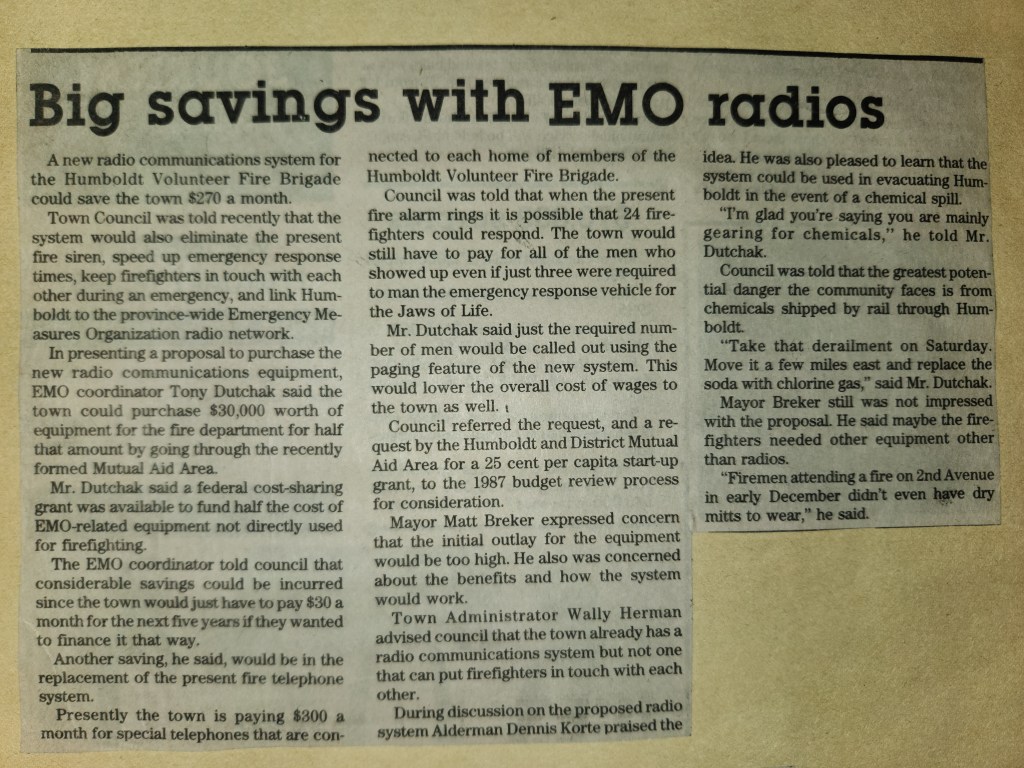 Big savings with EMO radios
A new radio communications system for
the Humboldt Volunteer Fire Brigade
could save the town $270 a month.
Town Council was told recently that the
system would also eliminate the present
fire siren, speed up emergency response
times, keep firefighters in touch with each
other during an emergency, and link Hum-
boldt to the province-wide Emergency Me-
asures Organization radio network.
In presenting a proposal to purchase the
new radio communications equipment,
EMO coordinator Tony Dutchak said the
town could purchase $30,000 worth of
equipment for the fire department for half
that amount by going through the recently
formed Mutual Aid Area.
Mr. Dutchak said a federal cost-sharing
grant was available to fund half the cost of
EMO-related equipment not directly used
for firefighting.
The EMO coordinator told council that
considerable savings could be incurred
since the town would just have to pay $30 a
month for the next five years if they wanted
to finance it that way.
Another saving, he said, would be in the
replacement of the present fire telephone
system.
Presently the town is paying $300 a
month for special telephones that are con-
nected to each home of members of the
Humboldt Volunteer Fire Brigade.
Council was told that when the present
fire alarm rings it is possible that 24 fire-
fighters could respond. The town would
still have to pay for all of the men who
showed up even if just three were required
to man the emergency response vehicle for
the Jaws of Life.
Mr. Dutchak said just the required num-
ber of men would be called out using the
paging feature of the new system. This
would lower the overall cost of wages to
the town as well.
Council referred the request, and a re-
quest by the Humboldt and District Mutual
Aid Area for a 25 cent per capita start-up
grant, to the 1987 budget review process
for consideration.
Mayor Matt Breker expressed concern
that the initial outlay for the equipment
would be too high. He also was concerned
about the benefits and how the system
would work.
Town Administrator Wally Herman
advised council that the town already has a
radio communications system but not one
that can put firefighters in touch with each
other.
During discussion on the proposed radio
system Alderman Dennis Korte praised the
idea. He was also pleased to learn that the
system could be used in evacuating Hum-
boldt in the event of a chemical spill.
“I’m glad you’re saying you are mainly
gearing for chemicals,” he told Mr.
Dutchak.
Council was told that the greatest poten-
tial danger the community faces is from
chemicals shipped by rail through Hum-
boldt.
“Take that derailment on Saturday.
Move it a few miles east and replace the
soda with chlorine gas,” said Mr. Dutchak.
Mayor Breker still was not impressed
with the proposal. He said maybe the fire-
fighters needed other equipment other
than radios.
“Firemen attending a fire on 2nd Avenue
in early December didn’t even have dry
mitts to wear,” he said.